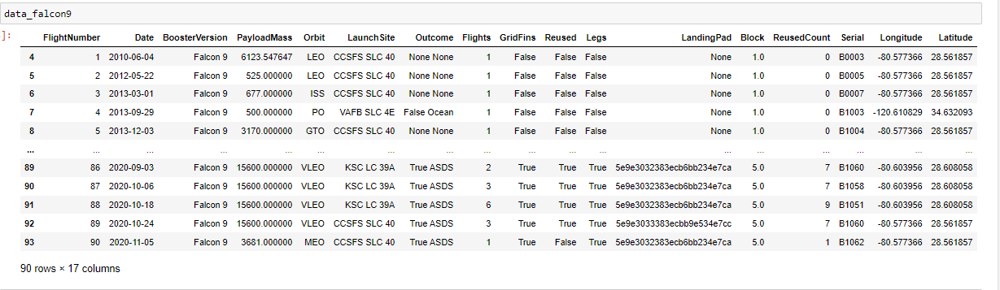 data_falcon9
]:
FlightNumber Date BoosterVersion PayloadMass Orbit LaunchSite Outcome Flights GridFins Reused Legs LandingPad Block ReusedCount Serial Longitude Latitude
4 1 2010-06-04 Falcon 9 6123.547647 LEO CCSFS SLC 40 None None 1 False False False None 1.0 0 B0003 -80.577366 28.561857
5 2 2012-05-22 Falcon 9 525.000000 LEO CCSFS SLC 40 None None 1 False False False None 1.0 0 B0005 -80.577366 28.561857
6 3 2013-03-01 Falcon 9 677.000000 ISS CCSFS SLC 40 None None 1 False False False None 1.0 0 B0007 -80.577366 28.561857
7 4 2013-09-29 Falcon 9 500.000000 PO VAFB SLC 4E False Ocean 1 False False False None 1.0 0 B1003 -120.610829 34.632093
8 5 2013-12-03 Falcon 9 3170.000000 GTO CCSFS SLC 40 None None 1 False False False None 1.0 0 B1004 -80.577366 28.561857
... ... ... ... ... ... ... ... ... ... ... ... ... ... ... ... ... ...
89 86 2020-09-03 Falcon 9 15600.000000 VLEO KSC LC 39A True ASDS 2 True True True 5e9e3032383ecb6bb234e7ca 5.0 7 B1060 -80.603956 28.608058
90 87 2020-10-06 Falcon 9 15600.000000 VLEO KSC LC 39A True ASDS 3 True True True 5e9e3032383ecb6bb234e7ca 5.0 7 B1058 -80.603956 28.608058
91 88 2020-10-18 Falcon 9 15600.000000 VLEO KSC LC 39A True ASDS 6 True True True 5e9e3032383ecb6bb234e7ca 5.0 9 B1051 -80.603956 28.608058
92 89 2020-10-24 Falcon 9 15600.000000 VLEO CCSFS SLC 40 True ASDS 3 True True True 5e9e3033383ecbb9e534e7cc 5.0 7 B1060 -80.577366 28.561857
93 90 2020-11-05 Falcon 9 3681.000000 MEO CCSFS SLC 40 True ASDS 1 True False True 5e9e3032383ecb6bb234e7ca 5.0 1 B1062 -80.577366 28.561857
90 rows × 17 columns